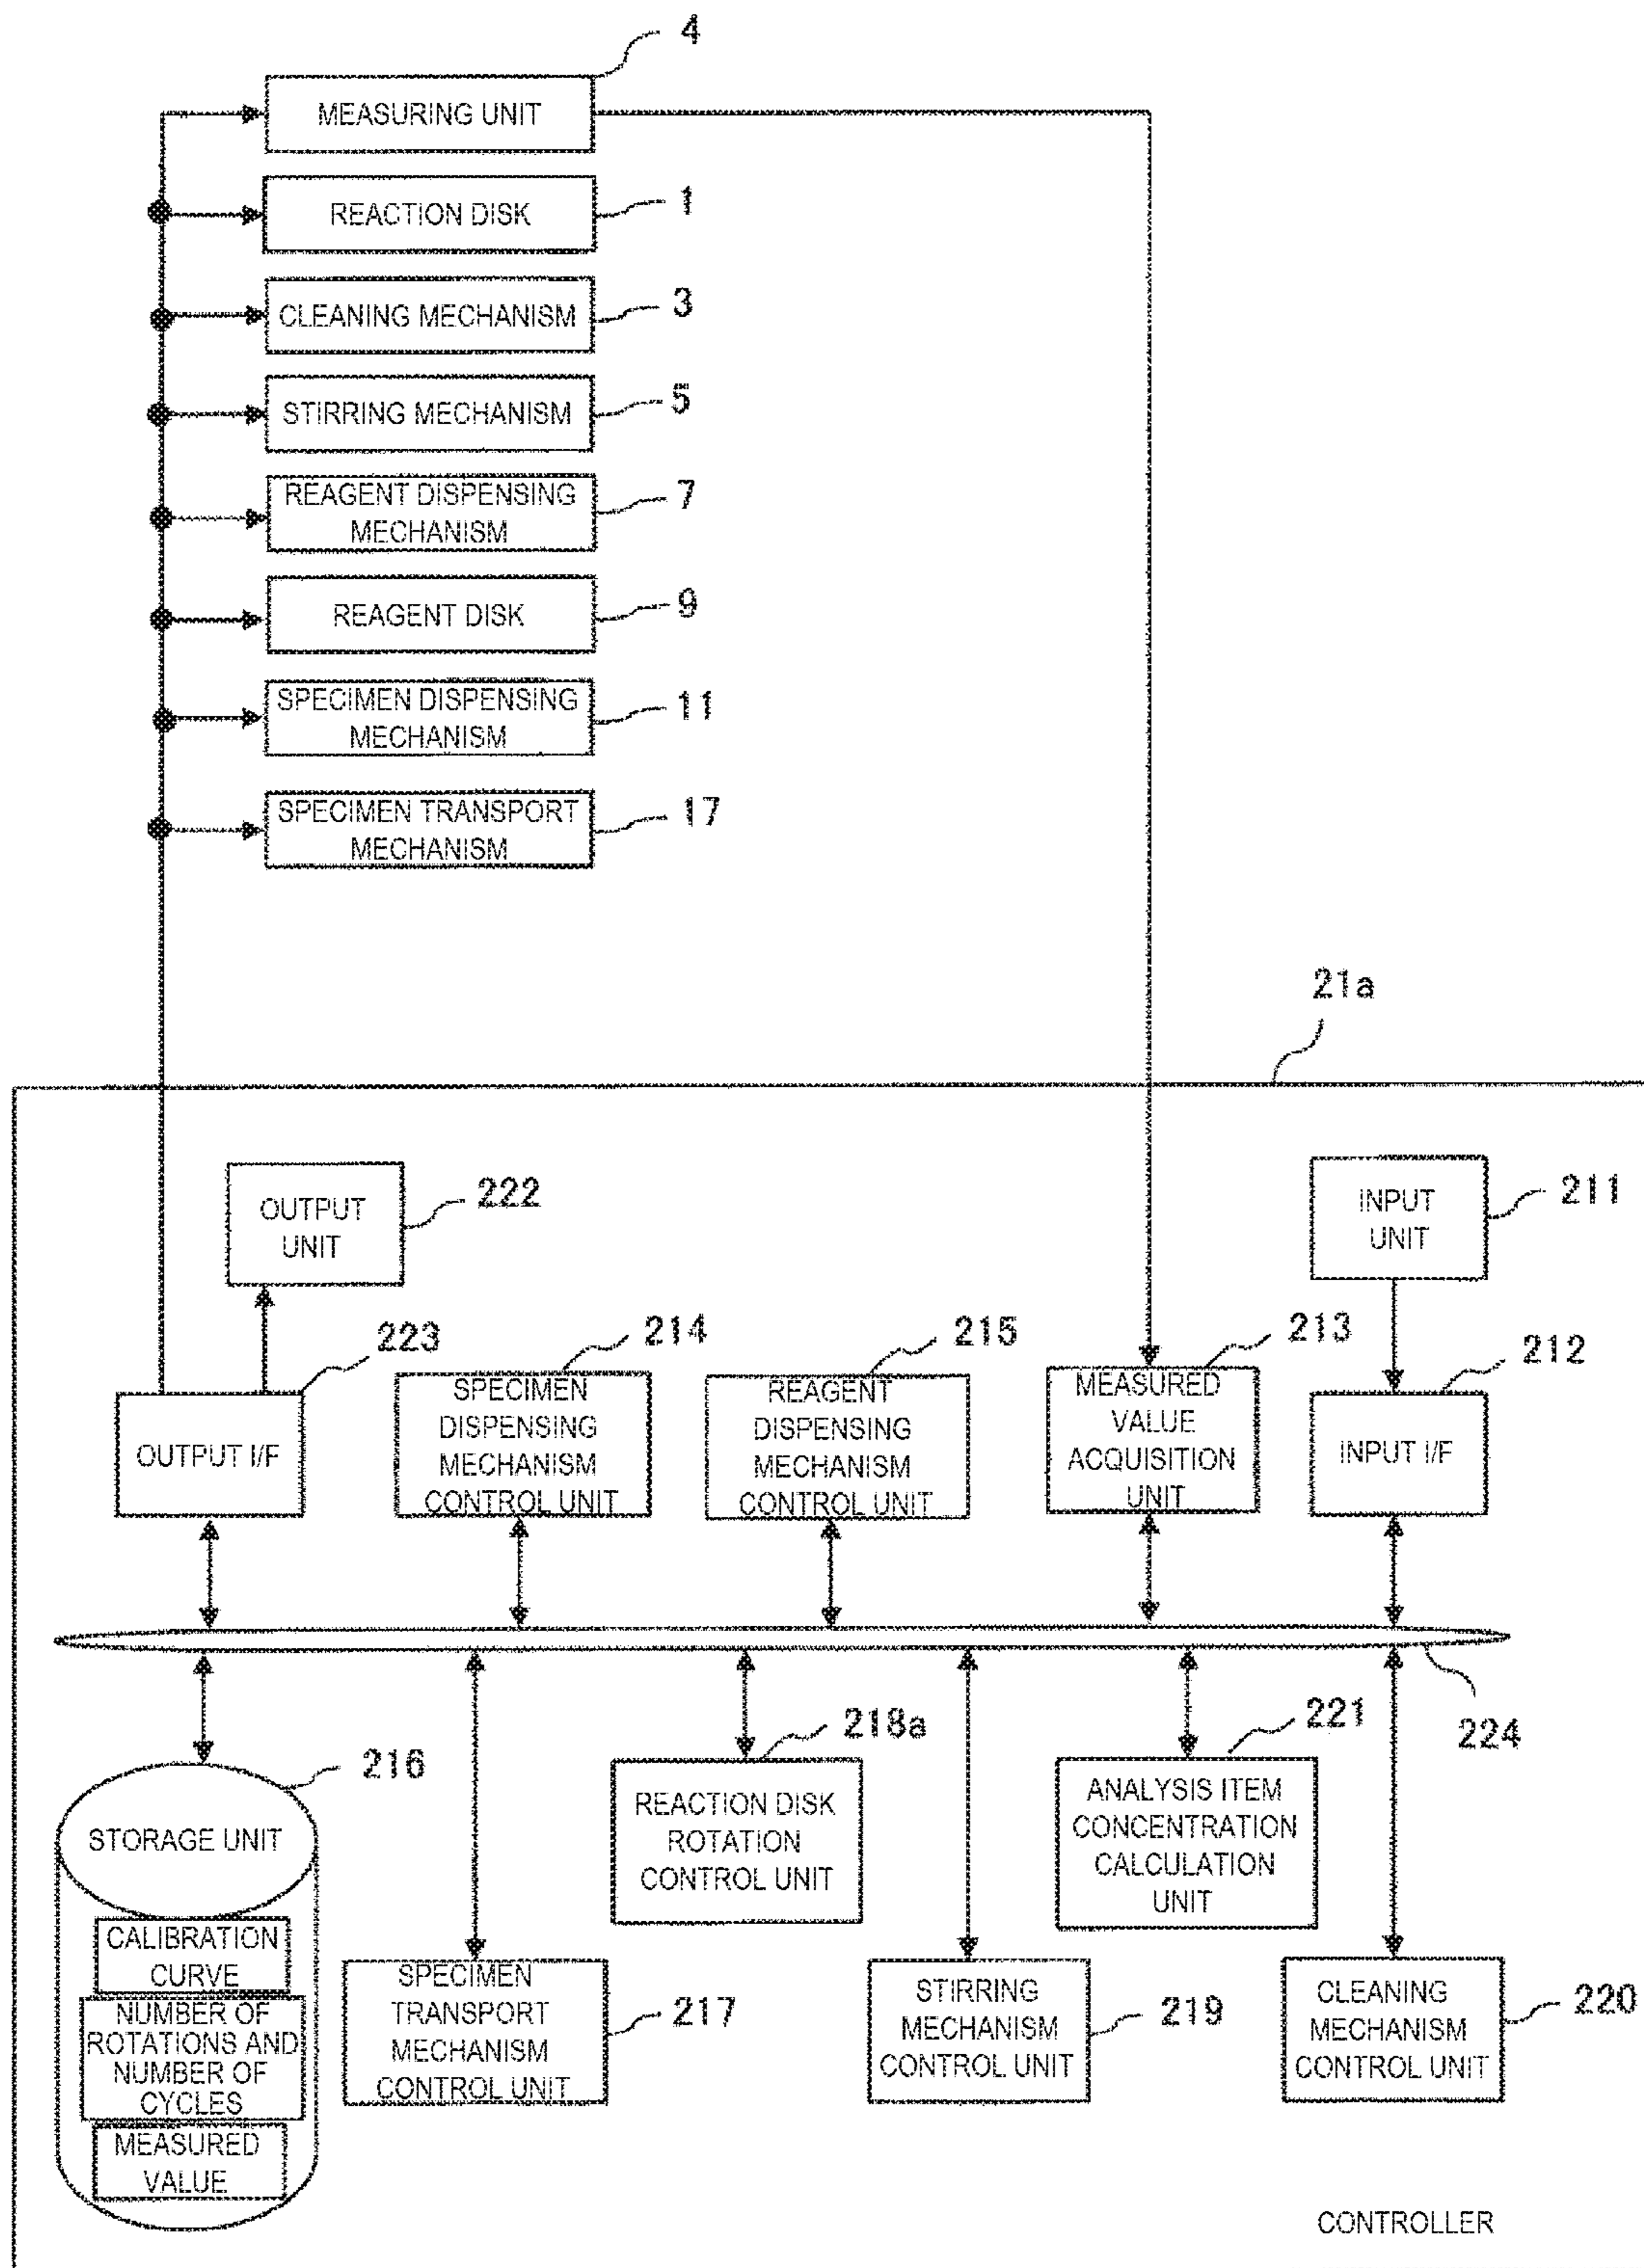 4
MEASURING UNIT
1
REACTION DISK
3
CLEANING MECHANISM
5
STIRRING MECHANISM
7
REAGENT DISPENSING
MECHANISM
9
REAGENT DISK
11
SPECIMEN DISPENSING
MECHANISM
17
SPECIMEN TRANSPORT
MECHANISM
21a
222
OUTPUT
UNIT
211
INPUT
UNIT
223
OUTPUT I/F
214
SPECIMEN
DISPENSING
MECHANISM
CONTROL UNIT
215
REAGENT
DISPENSING
MECHANISM
CONTROL UNIT
213
MEASURED
VALUE
ACQUISITION
UNIT
212
INPUT I/F
224
216
STORAGE UNIT
CALIBRATION
CURVE
NUMBER OF
ROTATIONS AND
NUMBER OF
CYCLES
MEASURED
VALUE
217
SPECIMEN
TRANSPORT
MECHANISM
CONTROL UNIT
218a
REACTION DISK
ROTATION
CONTROL UNIT
219
STIRRING
MECHANISM
CONTROL UNIT
221
ANALYSIS ITEM
CONCENTRATION
CALCULATION
UNIT
220
CLEANING
MECHANISM
CONTROL UNIT
CONTROLLER